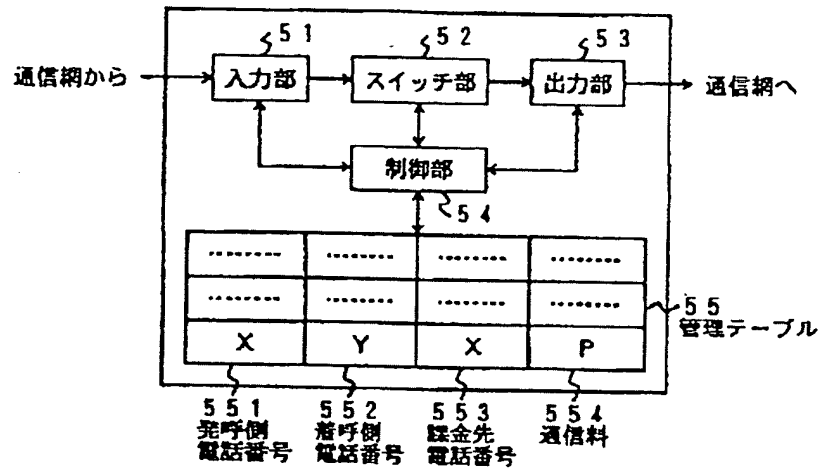 51
52
53
通信網から
入力部
スイッチ部
出力部
通信網へ
制御部
54
........ ........ ........ ........
........ ........ ........ ........
X Y X P
55
管理テーブル
551
発呼側
電話番号
552
着呼側
電話番号
553
課金先
電話番号
554
通信料